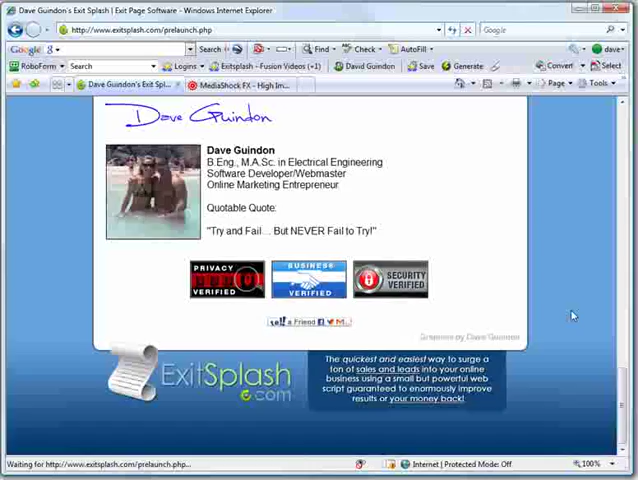 Dave Guindon's Exit Splash | Exit Page Software - Windows Internet Explorer
http://www.exitsplash.com/prelaunch.php
Google
Google
Search
Find
Check
AutoFill
dave
RoboForm
Search
Logins
Exitsplash - Fusion Videos (+1)
David Guindon
Save
Generate
Convert
Select
Dave Guindon's Exit Spl...
MediaShock FX - High Im...
Page
Tools
Dave Guindon
Dave Guindon
B.Eng., M.A.Sc. in Electrical Engineering
Software Developer/Webmaster
Online Marketing Entrepreneur
Quotable Quote:
"Try and Fail... But NEVER Fail to Try!"
PRIVACY
VERIFIED
BUSINESS
VERIFIED
SECURITY
VERIFIED
tell a Friend
ExitSplash
.com
The quickest and easiest way to surge a
ton of sales and leads into your online
business using a small but powerful web
script guaranteed to enormously improve
results or your money back!
Waiting for http://www.exitsplash.com/prelaunch.php...
Internet | Protected Mode: Off
100%